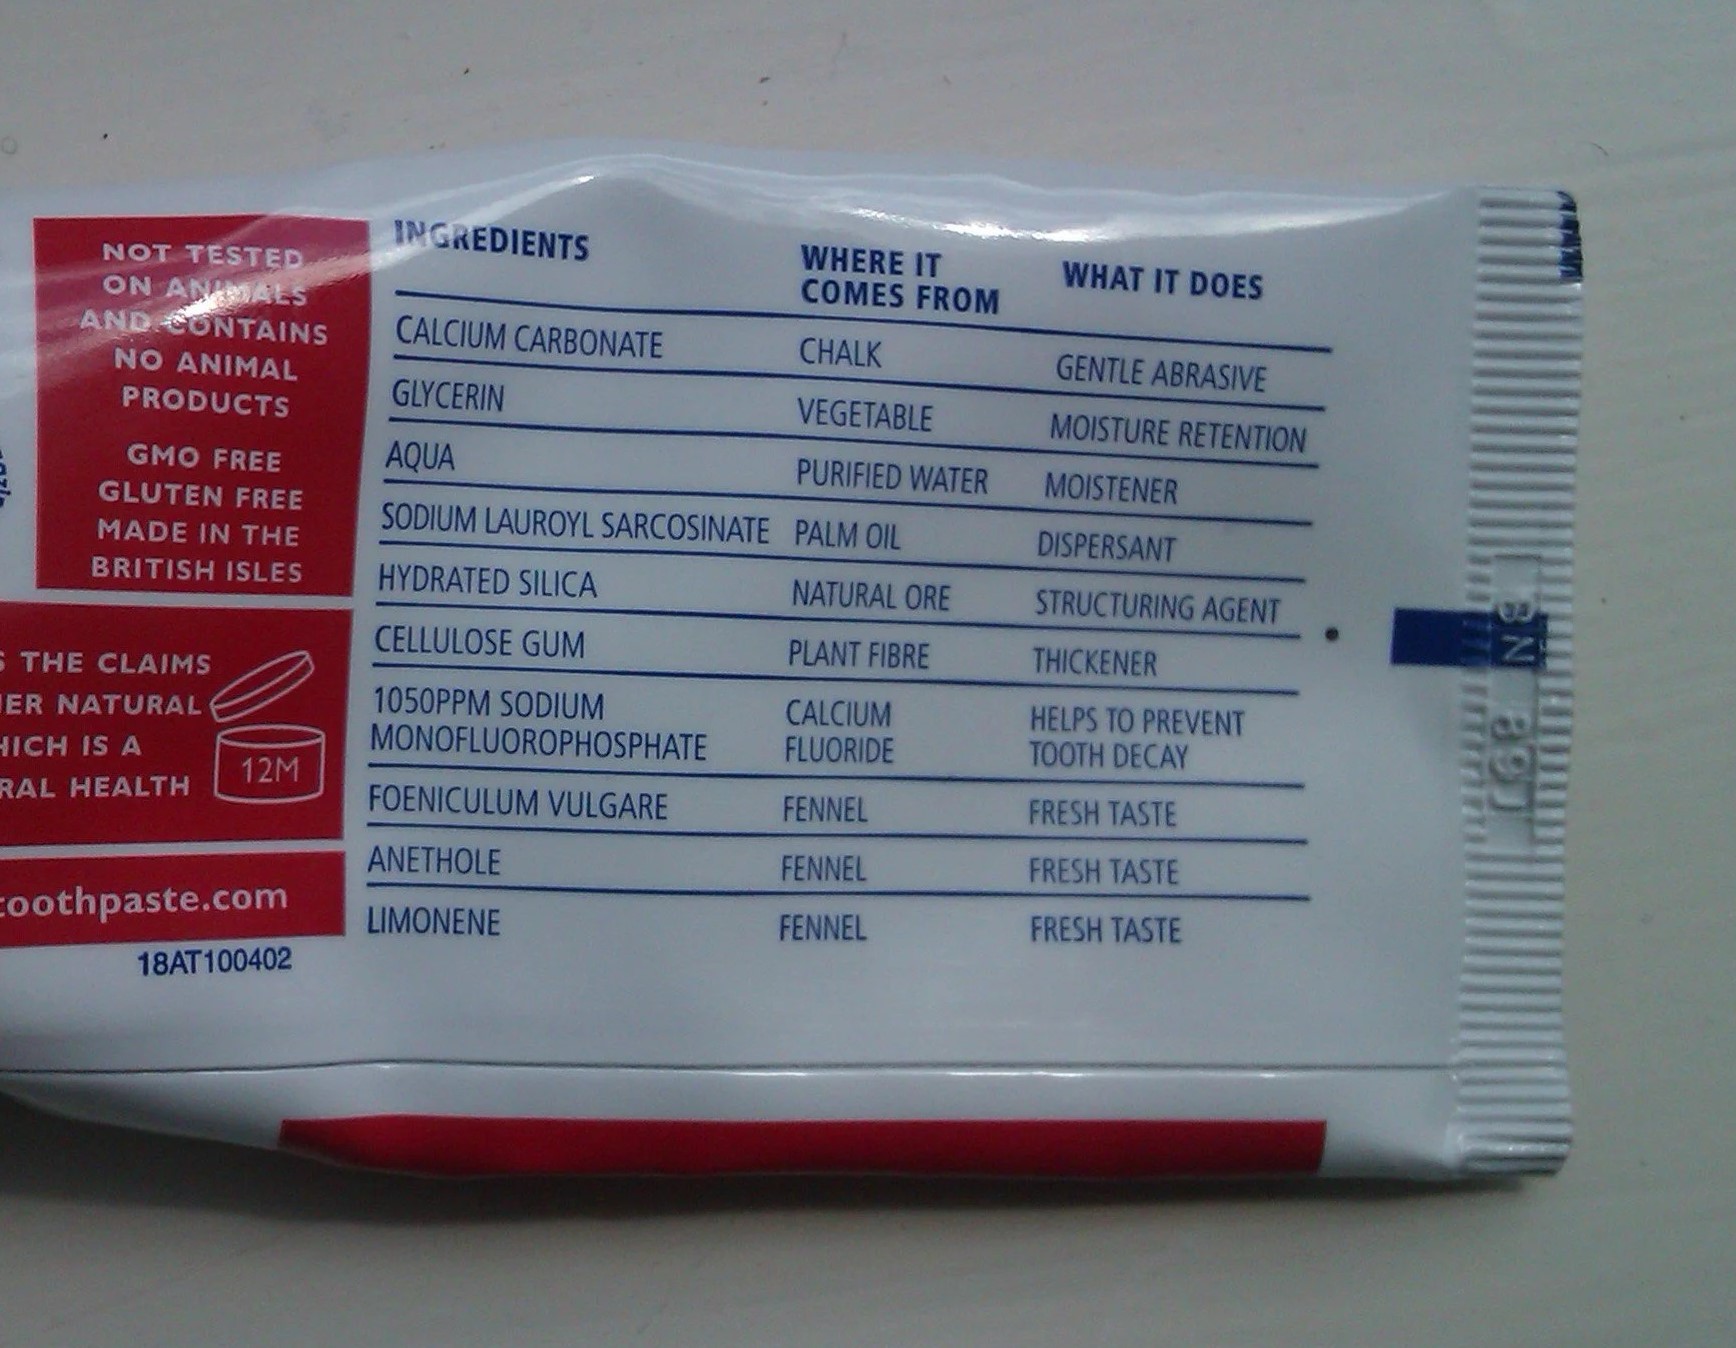 NOT TESTED
ON ANIMALS
AND CONTAINS
NO ANIMAL
PRODUCTS
GMO FREE
GLUTEN FREE
MADE IN THE
BRITISH ISLES
THE CLAIMS
NATURAL
IS A
HEALTH
12M
toothpaste.com
18AT100402
INGREDIENTS WHERE IT COMES FROM WHAT IT DOES
CALCIUM CARBONATE CHALK GENTLE ABRASIVE
GLYCERIN VEGETABLE MOISTURE RETENTION
AQUA PURIFIED WATER MOISTENER
SODIUM LAUROYL SARCOSINATE PALM OIL DISPERSANT
HYDRATED SILICA NATURAL ORE STRUCTURING AGENT
CELLULOSE GUM PLANT FIBRE THICKENER
1050PPM SODIUM CALCIUM HELPS TO PREVENT
MONOFLUOROPHOSPHATE FLUORIDE TOOTH DECAY
FOENICULUM VULGARE FENNEL FRESH TASTE
ANETHOLE FENNEL FRESH TASTE
LIMONENE FENNEL FRESH TASTE